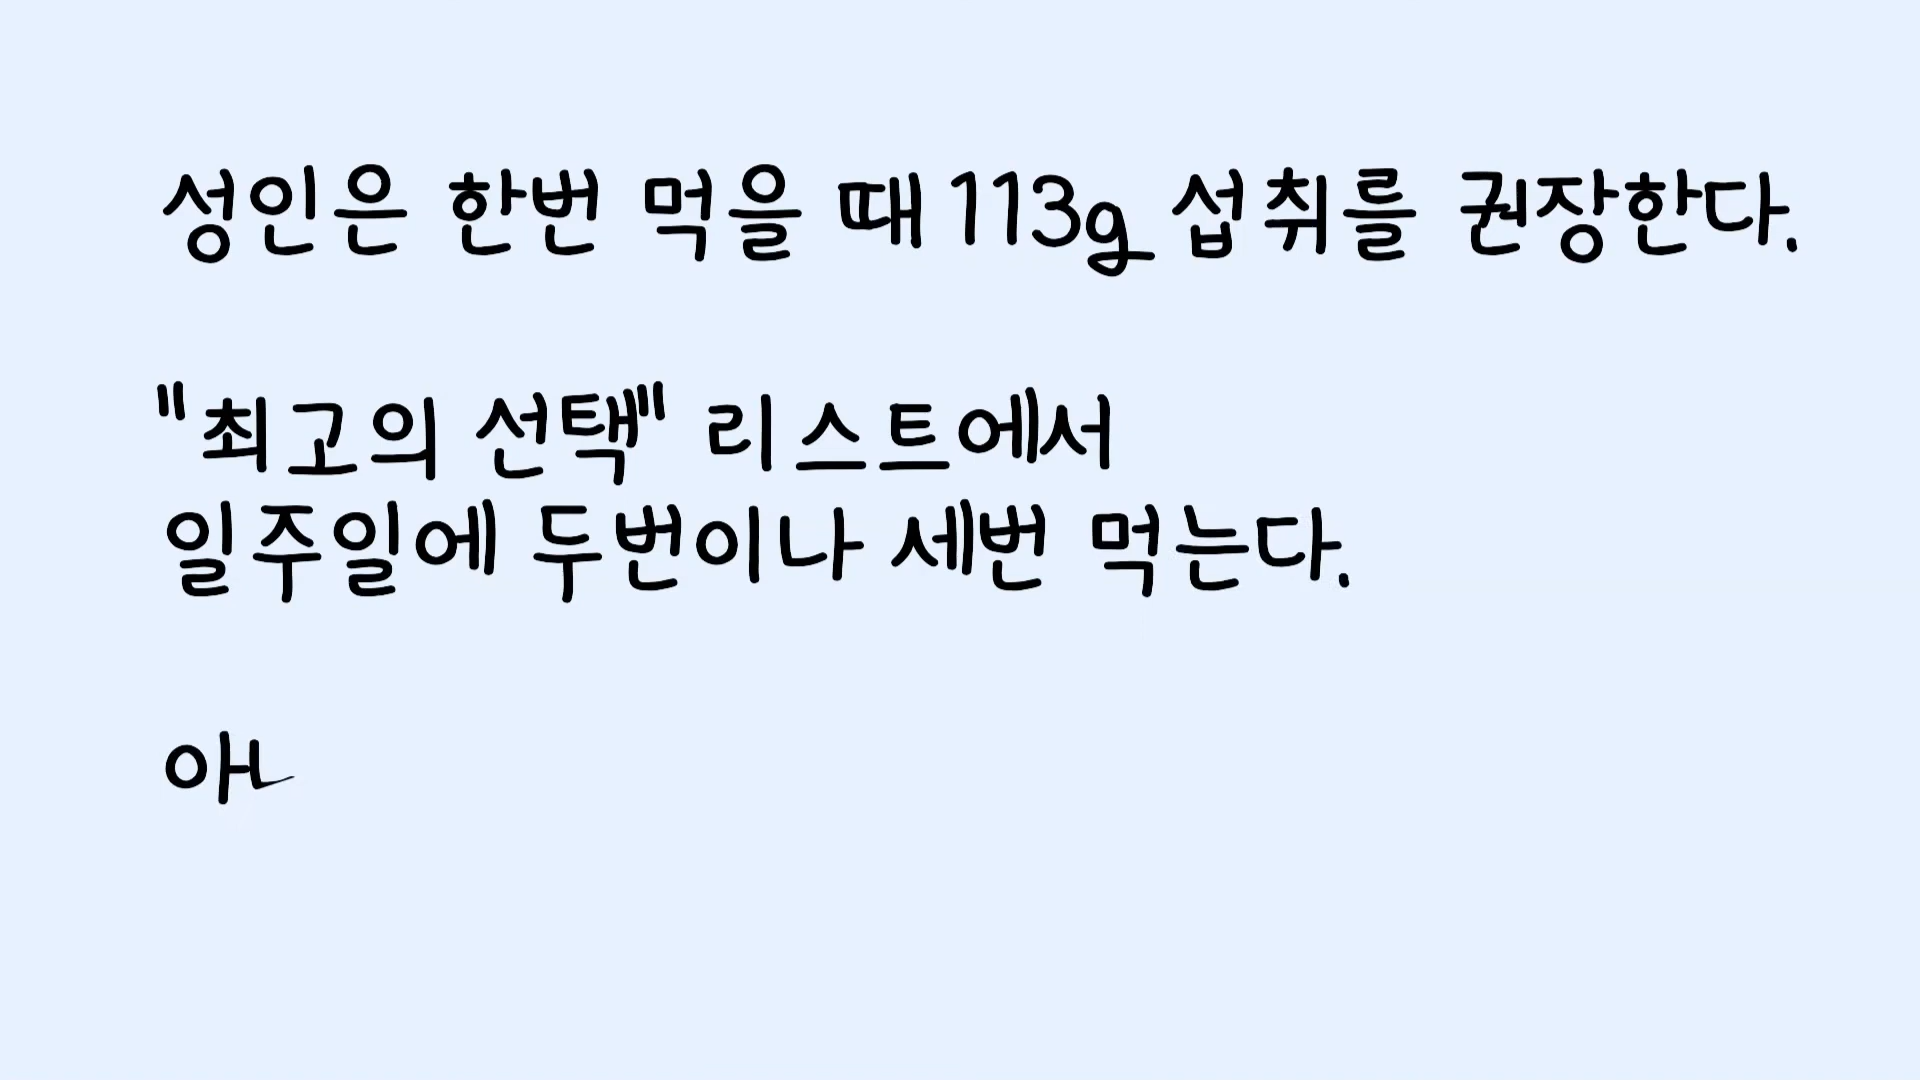 성인은 한번 먹을 때 113g 섭취를 권장한다.
"최고의 선택" 리스트에서
일주일에 두번이나 세번 먹는다.